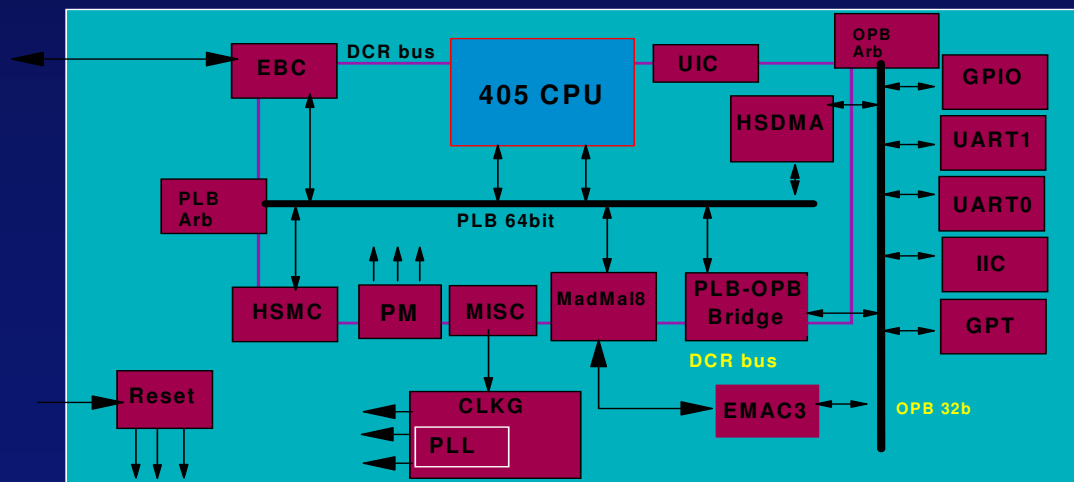 OPB
Arb
DCR bus
EBC
405 CPU
UIC
GPIO
HSDMA
UART1
PLB
Arb
PLB 64bit
UART0
IIC
HSMC
PM
MISC
MadMal8
PLB-OPB
Bridge
GPT
DCR bus
Reset
CLKG
PLL
EMAC3
OPB 32b